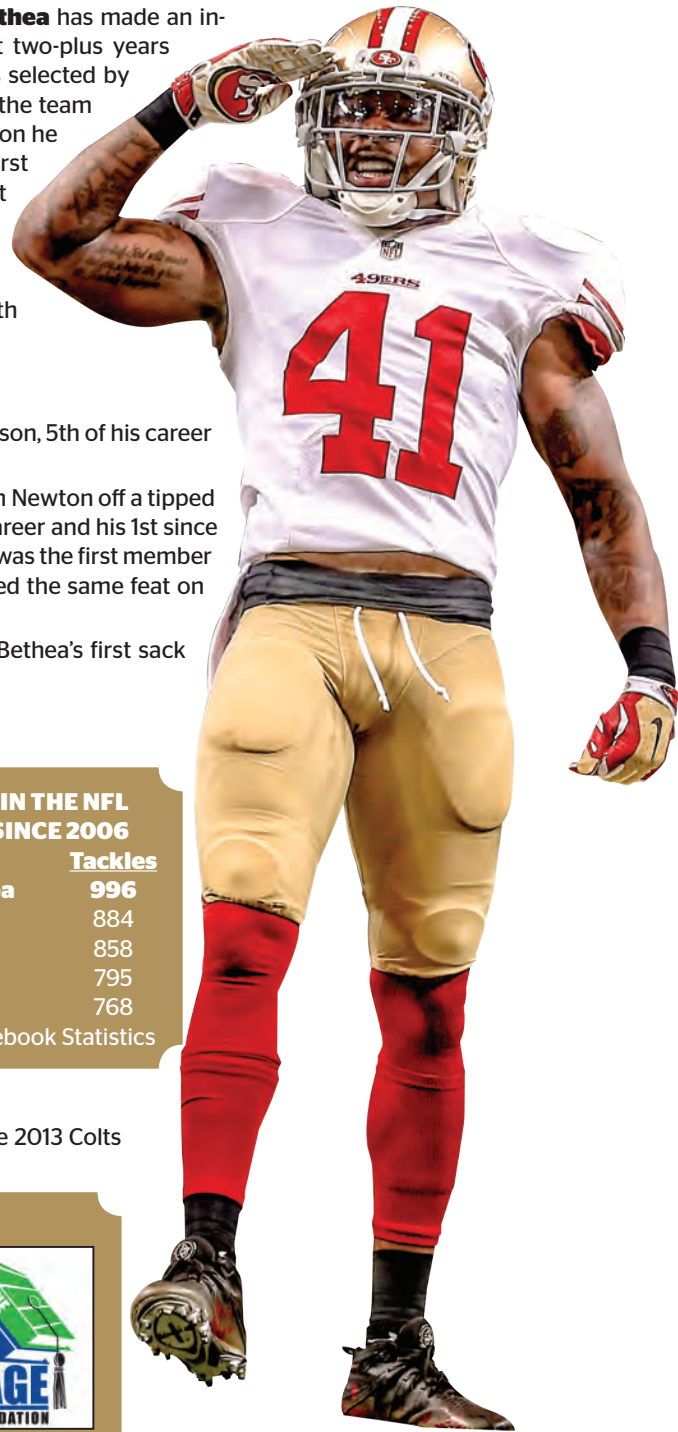 thea has made an in-
t two-plus years
s selected by
the team
on he
rst
t
th
son, 5th of his career
n Newton off a tipped
areer and his 1st since
was the first member
ed the same feat on
Bethea's first sack
49ERS
NFL
41
SF
IN THE NFL
SINCE 2006
Tackles
ea 996
884
858
795
768
ebook Statistics
e 2013 Colts
AGE
DATION